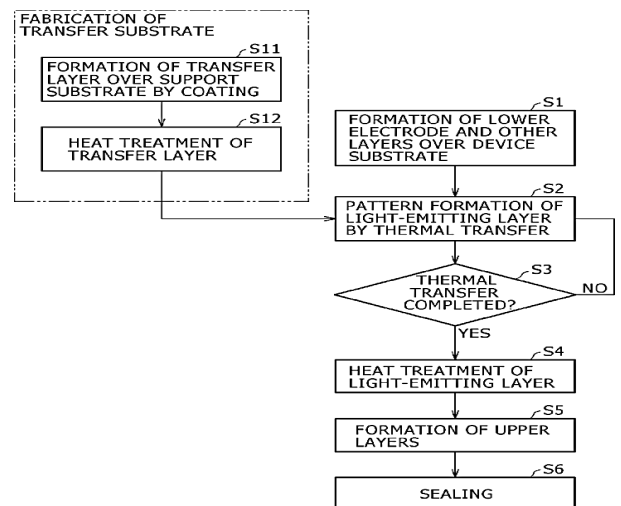 FABRICATION OF
TRANSFER SUBSTRATE
S11
FORMATION OF TRANSFER
LAYER OVER SUPPORT
SUBSTRATE BY COATING
S12
HEAT TREATMENT OF
TRANSFER LAYER
S1
FORMATION OF LOWER
ELECTRODE AND OTHER
LAYERS OVER DEVICE
SUBSTRATE
S2
PATTERN FORMATION OF
LIGHT-EMITTING LAYER
BY THERMAL TRANSFER
S3
THERMAL
TRANSFER
COMPLETED?
NO
YES
S4
HEAT TREATMENT OF
LIGHT-EMITTING LAYER
S5
FORMATION OF UPPER
LAYERS
S6
SEALING